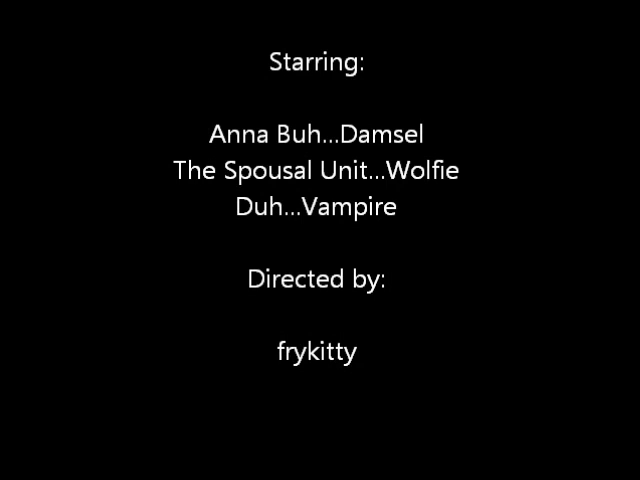 Starring:
Anna Buh...Damsel
The Spousal Unit...Wolfie
Duh...Vampire
Directed by:
frykitty